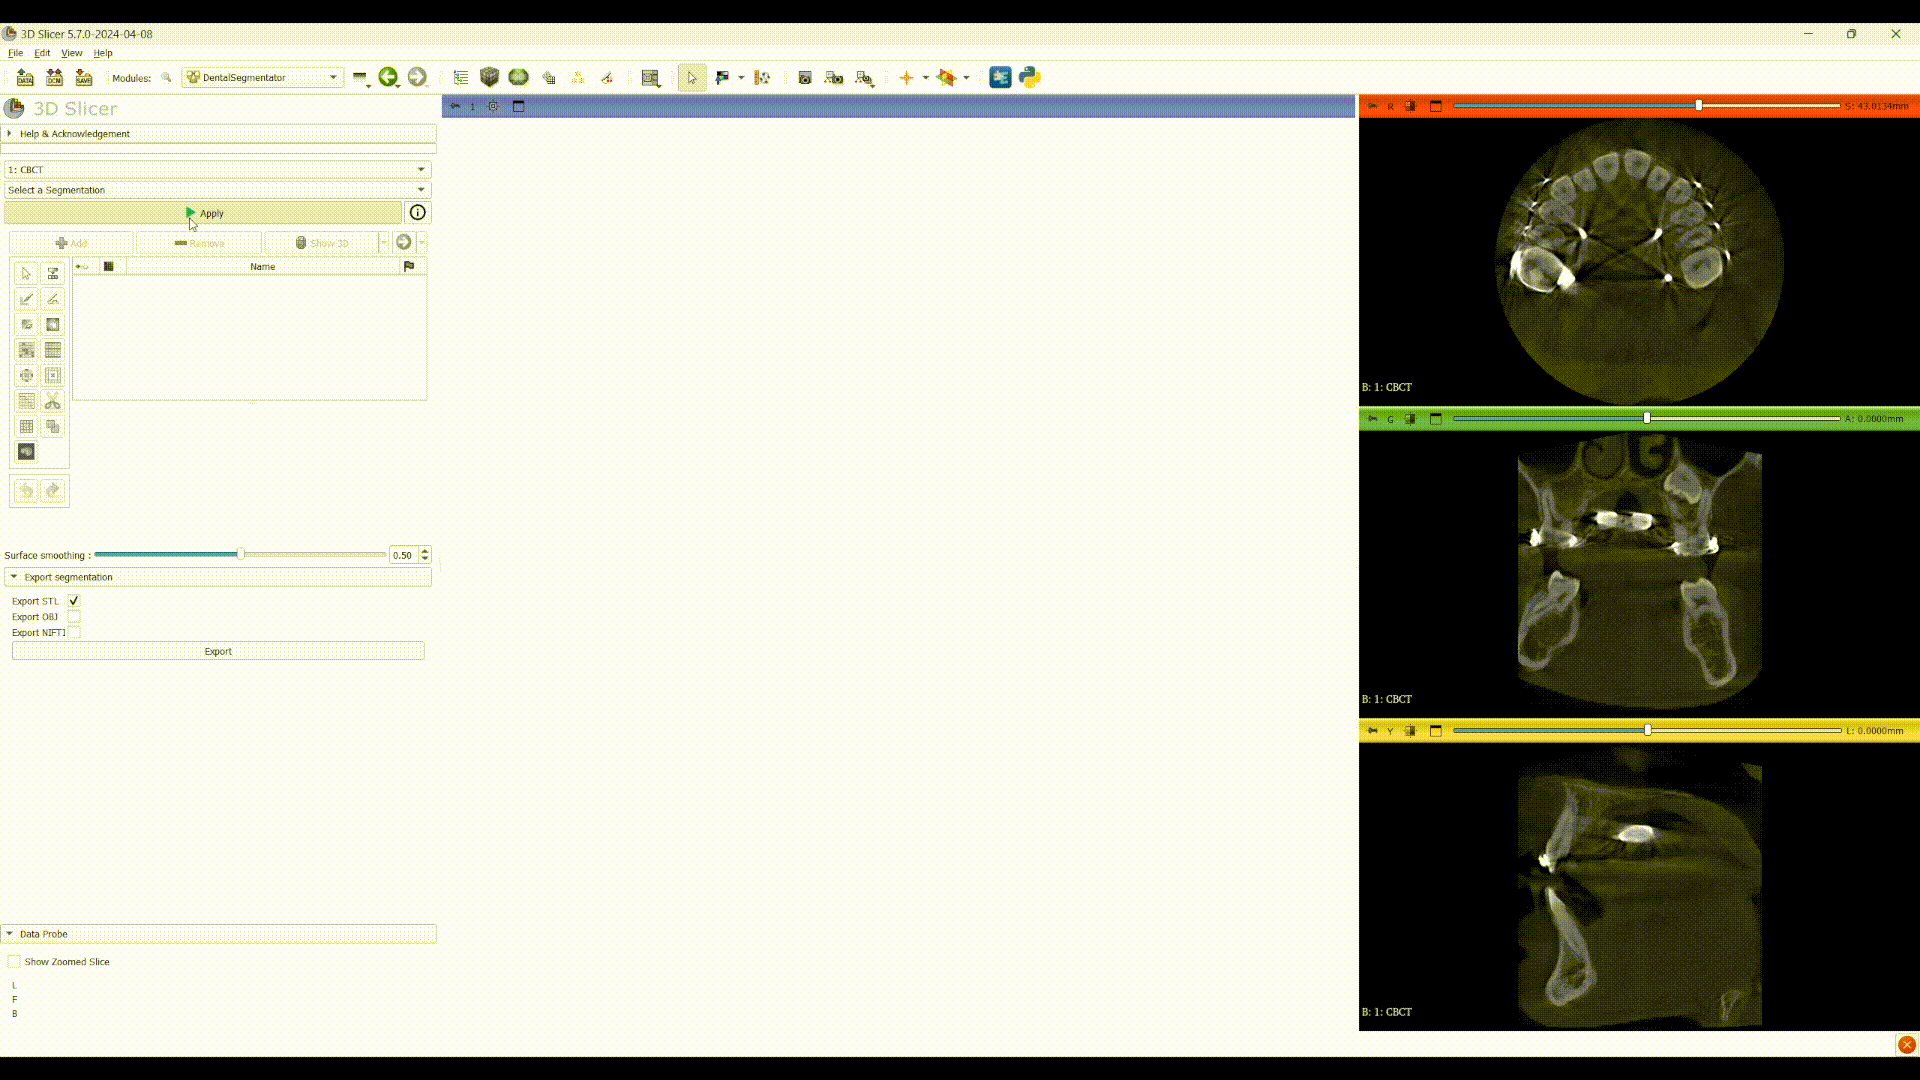 3D Slicer 5.7.0-2024-04-08
File Edit View Help
DATA DCM SAVE Modules: DentalSegmentator
3D Slicer
Help & Acknowledgement
1: CBCT
Select a Segmentation
Apply
Add Remove Show 3D
Name
Surface smoothing : 0.50
Export segmentation
Export STL
Export OBJ
Export NIFTI
Export
Data Probe
Show Zoomed Slice
L
F
B
1
R S: 43.0134mm
B: 1: CBCT
G A: 0.0000mm
B: 1: CBCT
Y L: 0.0000mm
B: 1: CBCT